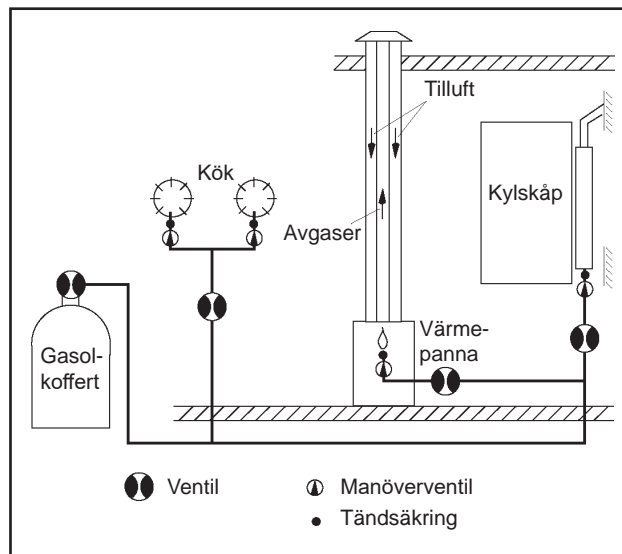 Tilluft
Kök
Kylskåp
Avgaser
Värme-
panna
Gasol-
koffert
Ventil
Manöverventil
Tändsäkring